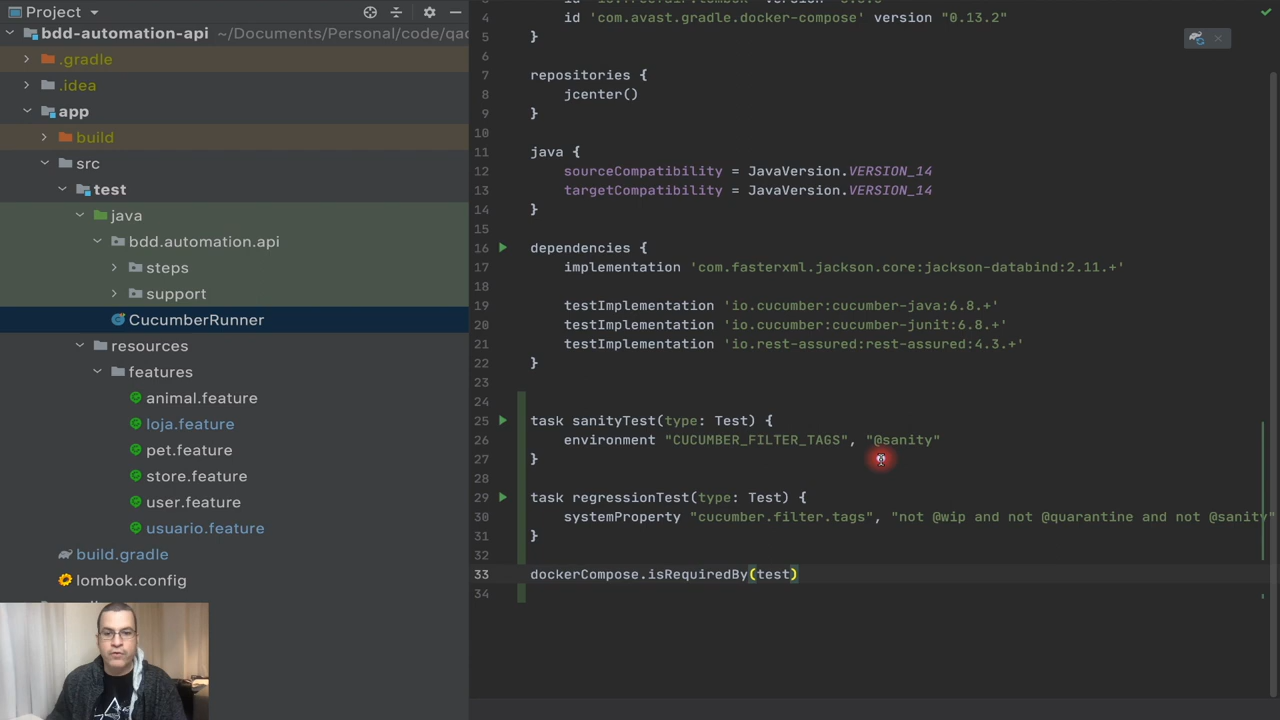 Project
bdd-automation-api ~/Documents/Personal/code/qac
.gradle
.idea
app
build
src
test
java
bdd.automation.api
steps
support
CucumberRunner
resources
features
animal.feature
loja.feature
pet.feature
store.feature
user.feature
usuario.feature
build.gradle
lombok.config
4 id 'com.avast.gradle.docker-compose' version "0.13.2"
5 }
6
7 repositories {
8 jcenter()
9 }
10
11 java {
12 sourceCompatibility = JavaVersion.VERSION_14
13 targetCompatibility = JavaVersion.VERSION_14
14 }
15
16 dependencies {
17 implementation 'com.fasterxml.jackson.core:jackson-databind:2.11.+'
18
19 testImplementation 'io.cucumber:cucumber-java:6.8.+'
20 testImplementation 'io.cucumber:cucumber-junit:6.8.+'
21 testImplementation 'io.rest-assured:rest-assured:4.3.+'
22 }
23
24
25 task sanityTest(type: Test) {
26 environment "CUCUMBER_FILTER_TAGS", "@sanity"
27 }
28
29 task regressionTest(type: Test) {
30 systemProperty "cucumber.filter.tags", "not @wip and not @quarantine and not @sanity"
31 }
32
33 dockerCompose.isRequiredBy(test)
34